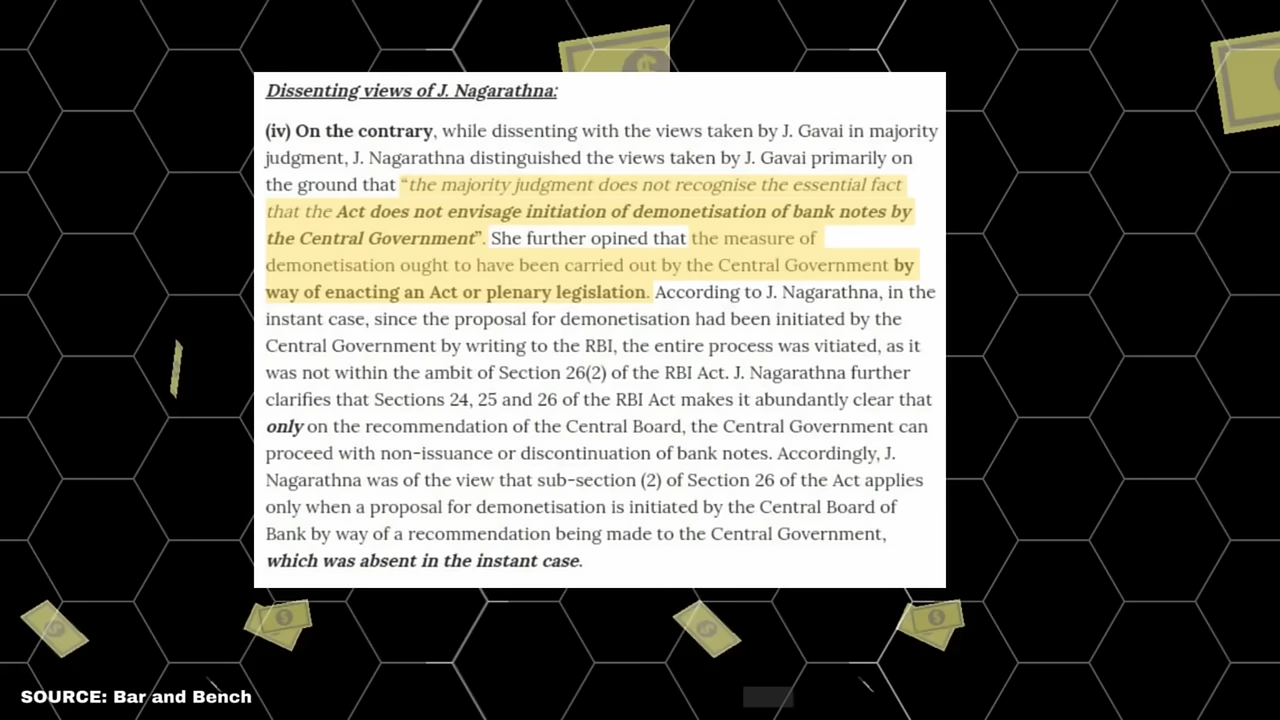 Dissenting views of J. Nagarathna:
(iv) On the contrary, while dissenting with the views taken by J. Gavai in majority
judgment, J. Nagarathna distinguished the views taken by J. Gavai primarily on
the ground that “the majority judgment does not recognise the essential fact
that the Act does not envisage initiation of demonetisation of bank notes by
the Central Government”. She further opined that the measure of
demonetisation ought to have been carried out by the Central Government by
way of enacting an Act or plenary legislation. According to J. Nagarathna, in the
instant case, since the proposal for demonetisation had been initiated by the
Central Government by writing to the RBI, the entire process was vitiated, as it
was not within the ambit of Section 26(2) of the RBI Act. J. Nagarathna further
clarifies that Sections 24, 25 and 26 of the RBI Act makes it abundantly clear that
only on the recommendation of the Central Board, the Central Government can
proceed with non-issuance or discontinuation of bank notes. Accordingly, J.
Nagarathna was of the view that sub-section (2) of Section 26 of the Act applies
only when a proposal for demonetisation is initiated by the Central Board of
Bank by way of a recommendation being made to the Central Government,
which was absent in the instant case.
SOURCE: Bar and Bench